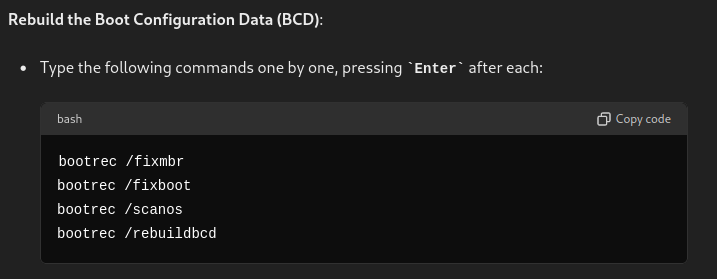 Rebuild the Boot Configuration Data (BCD):
• Type the following commands one by one, pressing `Enter` after each:
bash Copy code
bootrec /fixmbr
bootrec /fixboot
bootrec /scanos
bootrec /rebuildbcd